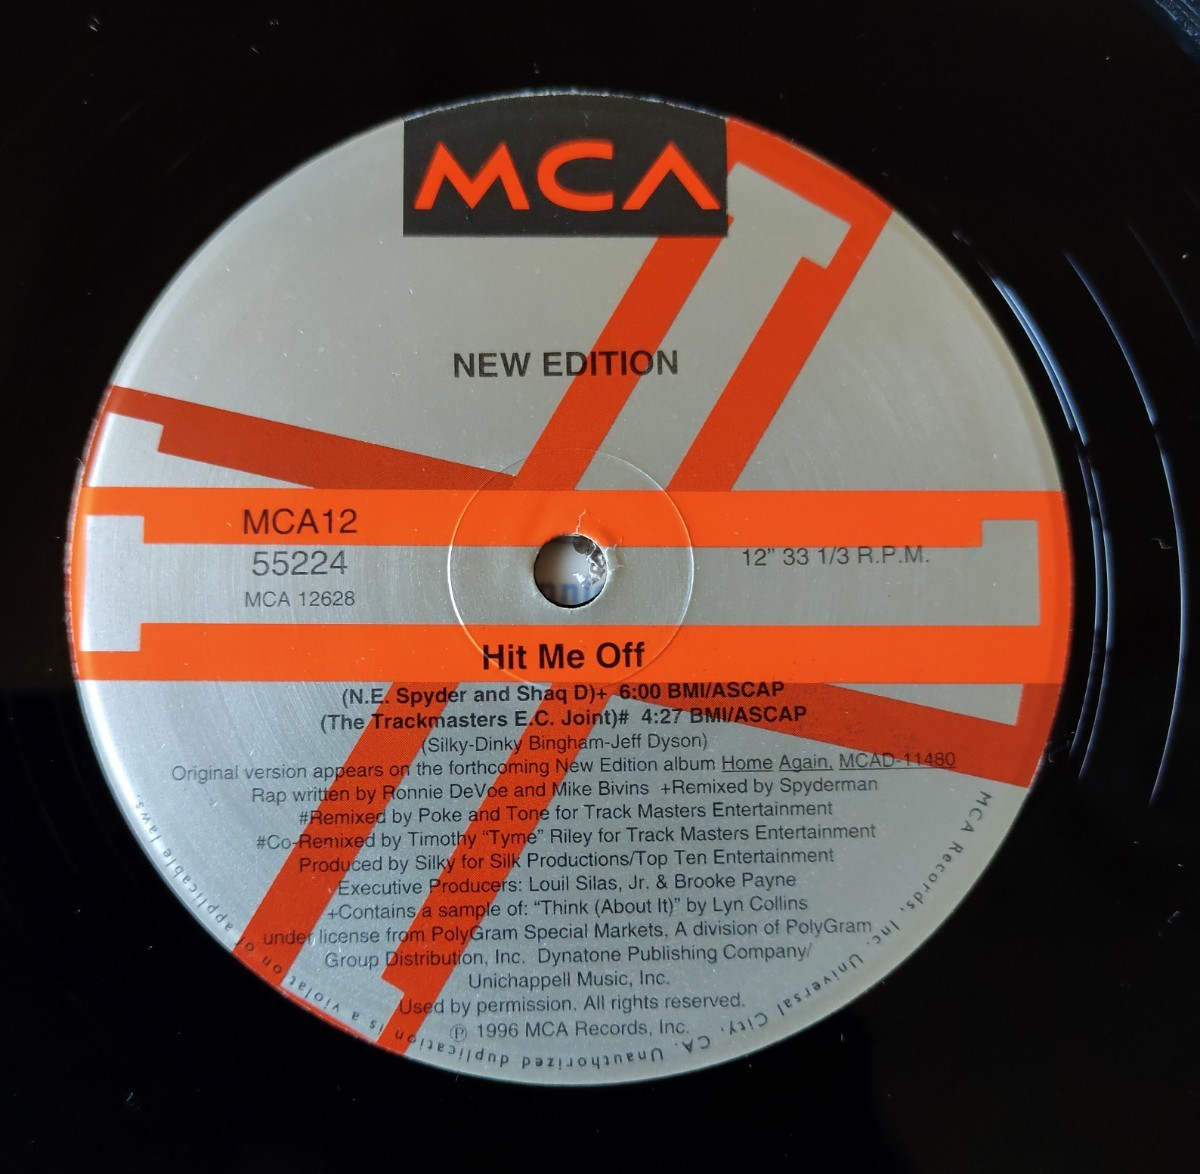 MCA
NEW EDITION
MCA12
55224
MCA 12628
12” 33 1/3 R.P.M.
Hit Me Off
(N.E. Spyder and Shaq D)+ 6:00 BMI/ASCAP
(The Trackmasters E.C. Joint)# 4:27 BMI/ASCAP
(Silky-Dinky Bingham-Jeff Dyson)
Original version appears on the forthcoming New Edition album Home Again, MCAD-11480
Rap written by Ronnie DeVoe and Mike Bivins +Remixed by Spyderman
#Remixed by Poke and Tone for Track Masters Entertainment
#Co-Remixed by Timothy “Tyme” Riley for Track Masters Entertainment
Produced by Silky for Silk Productions/Top Ten Entertainment
Executive Producers: Louil Silas, Jr. & Brooke Payne
+Contains a sample of: “Think (About It)” by Lyn Collins
under license from PolyGram Special Markets, A division of PolyGram
Group Distribution, Inc. Dynatone Publishing Company/
Unichappell Music, Inc.
Used by permission. All rights reserved.
℗ 1996 MCA Records, Inc.
MCA Records, Inc. Universal City, CA. Unauthorized duplication is a violation of applicable laws.